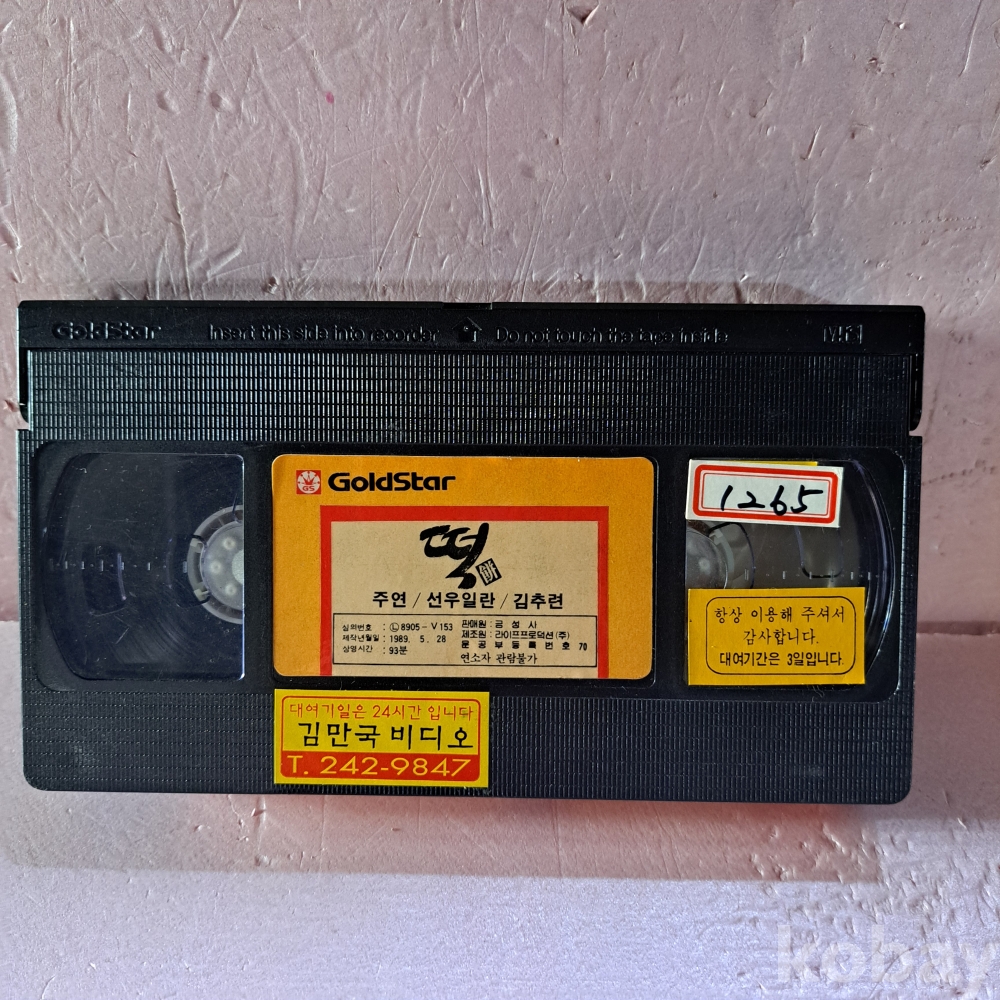 GoldStar Insert this side into recorder Do not touch the tape inside VHS
GS GoldStar
떡
餠
주연/선우일란/김추련
심의번호 : Ⓛ8905-V153
제작년월일 : 1989. 5. 28
상영시간 : 93분
판매원 : 금성사
제조원 : 라이프프로덕션(주)
문공부등록번호 70
연소자 관람불가
1265
항상 이용해 주셔서
감사합니다.
대여기간은 3일입니다
대여기일은 24시간 입니다
김만국 비디오
T. 242-9847
kobay